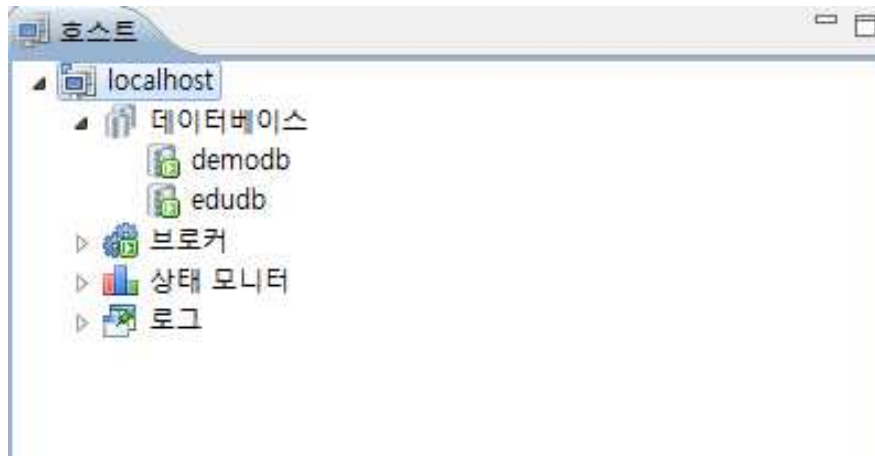 호스트
localhost
데이터베이스
demodb
edudb
브로커
상태 모니터
로그